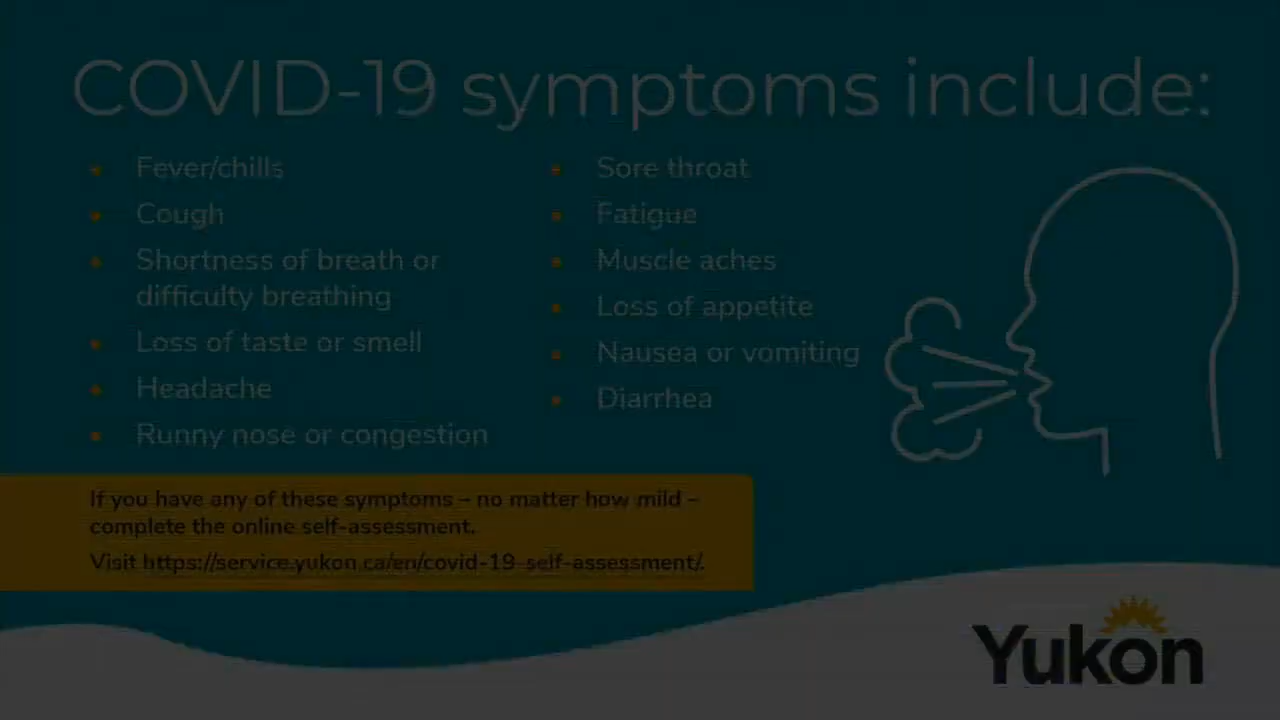 COVID-19 symptoms include:
• Fever/chills
• Cough
• Shortness of breath or
difficulty breathing
• Loss of taste or smell
• Headache
• Runny nose or congestion
• Sore throat
• Fatigue
• Muscle aches
• Loss of appetite
• Nausea or vomiting
• Diarrhea
If you have any of these symptoms – no matter how mild –
complete the online self-assessment.
Visit https://service.yukon.ca/en/covid-19-self-assessment/.
Yukon